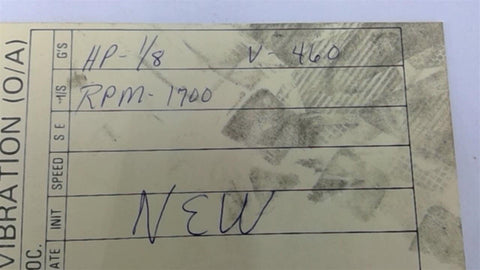 HP-1/8 V-460
RPM-1700
NEW
VIBRATION (O/A)
G'S
-1/S
S E
SPEED
INIT
ATE
OC.